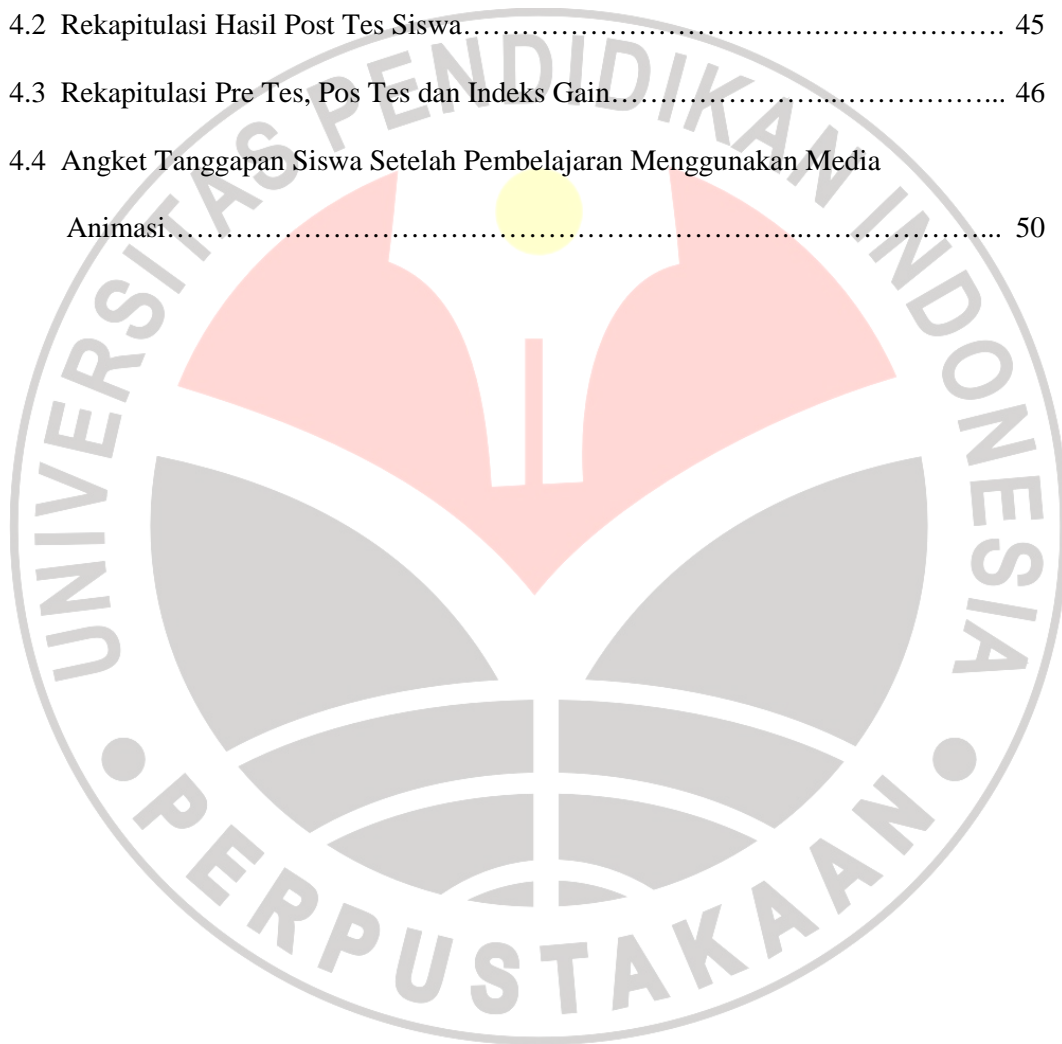 4.2 Rekapitulasi Hasil Post Tes Siswa…….……………………………….………………. 45
4.3 Rekapitulasi Pre Tes, Pos Tes dan Indeks Gain…………………...……………... 46
4.4 Angket Tanggapan Siswa Setelah Pembelajaran Menggunakan Media
Animasi…………………………………………………………...………………... 50
UNIVERSITAS PENDIDIKAN INDONESIA
PERPUSTAKAAN